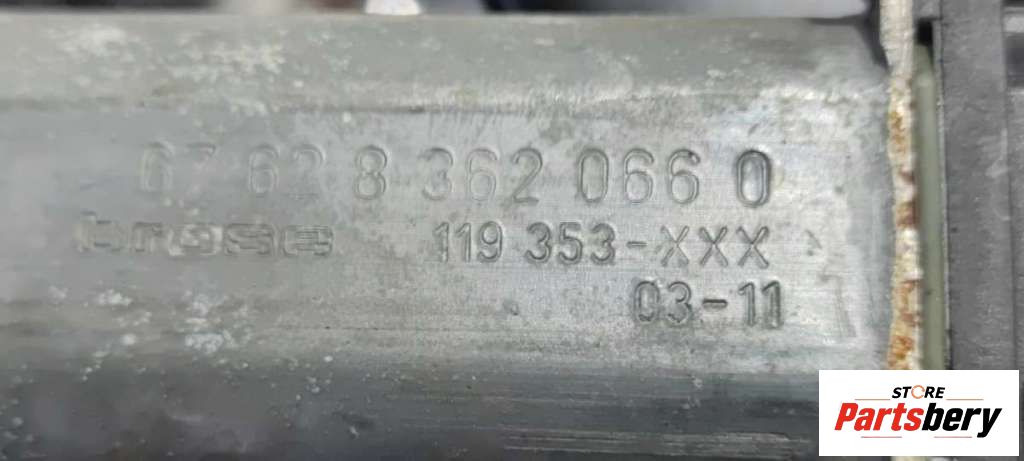 67 62 8 362 066 0
brose 119 353-XXX
03-11
STORE
Partsbery